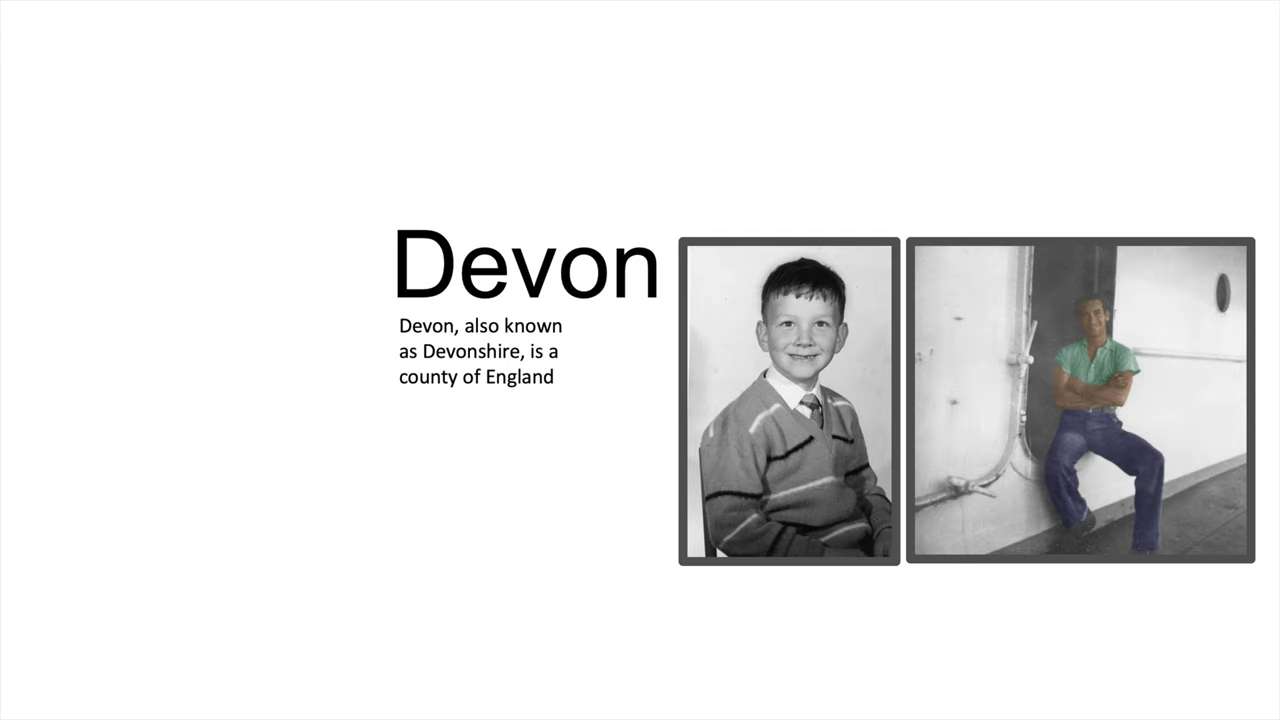 Devon
Devon, also known
as Devonshire, is a
county of England